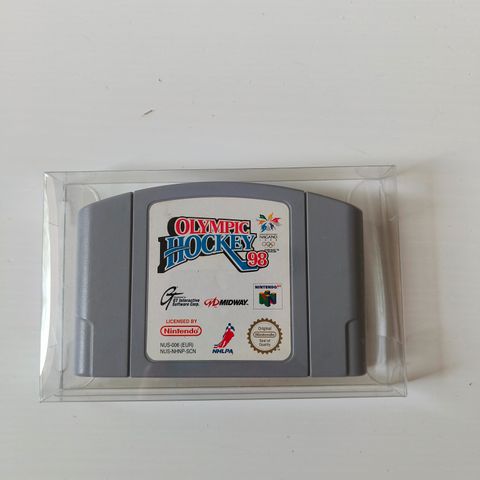 OLYMPIC
HOCKEY
98
NAGANO
GT Interactive
Software Corp.
MIDWAY
NINTENDO
LICENSED BY
Nintendo
NUS-006 (EUR)
NUS-NHNP-SCN
NHLPA
Original
Nintendo
Seal of
Quality